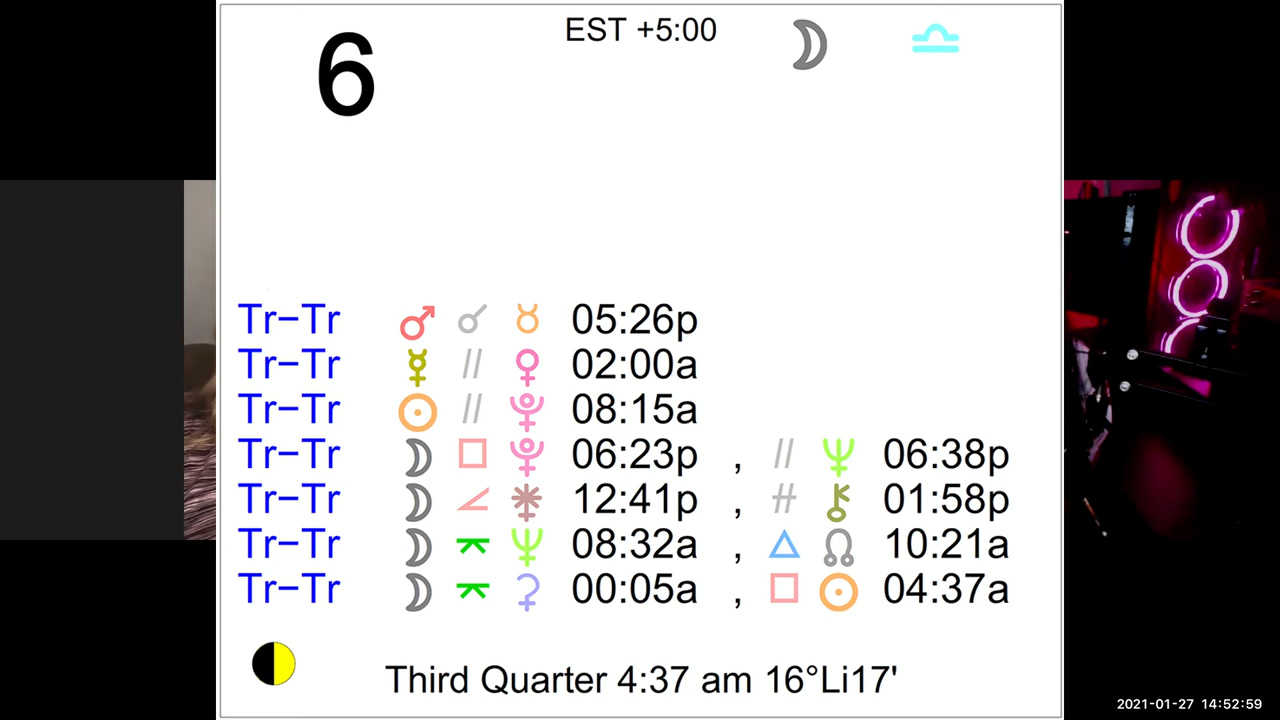 6 EST +5:00 ☽ ♎
Tr–Tr ♂ ☌ ♉ 05:26p
Tr–Tr ☿ // ♀ 02:00a
Tr–Tr ☉ // ⯓ 08:15a
Tr–Tr ☽ □ ⯓ 06:23p , // ♆ 06:38p
Tr–Tr ☽ ∠ ⚵ 12:41p , # ⚷ 01:58p
Tr–Tr ☽ ⚻ ♆ 08:32a , △ ☊ 10:21a
Tr–Tr ☽ ⚻ ⚳ 00:05a , □ ☉ 04:37a
Third Quarter 4:37 am 16°Li17'
2021-01-27 14:52:59